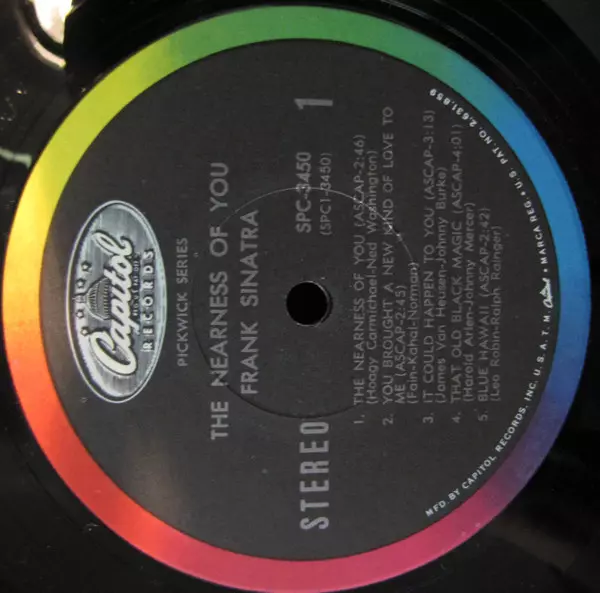 Capitol
RECORDS
PICKWICK SERIES
THE NEARNESS OF YOU
FRANK SINATRA
STEREO
SPC-3450
(SPC1-3450)
1
1. THE NEARNESS OF YOU (ASCAP-2:46)
(Hoagy Carmichael-Ned Washington)
2. YOU BROUGHT A NEW KIND OF LOVE TO
ME (ASCAP-2:45)
(Fain-Kahal-Norman)
3. IT COULD HAPPEN TO YOU (ASCAP-3:13)
(James Van Heusen-Johnny Burke)
4. THAT OLD BLACK MAGIC (ASCAP-4:01)
(Harold Arlen-Johnny Mercer)
5. BLUE HAWAII (ASCAP-2:42)
(Leo Robin-Ralph Rainger)
MFD. BY CAPITOL RECORDS, INC. U.S.A. T.M. Capitol • MARCA REG. • U.S. PAT. NO. 2,631,859